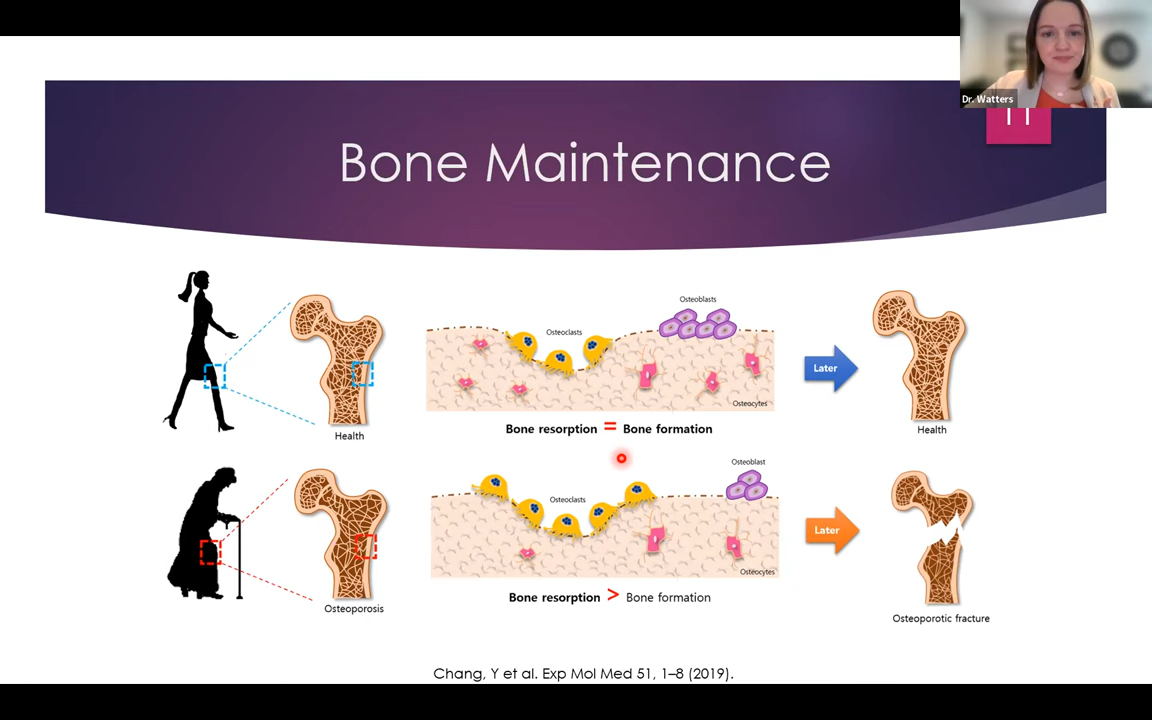 Dr. Watters
11
Bone Maintenance
Osteoblasts
Osteoclasts
Osteocytes
Later
Health
Bone resorption = Bone formation
Health
Osteoblast
Osteoclasts
Osteocytes
Later
Osteoporosis
Bone resorption > Bone formation
Osteoporotic fracture
Chang, Y et al. Exp Mol Med 51, 1–8 (2019).